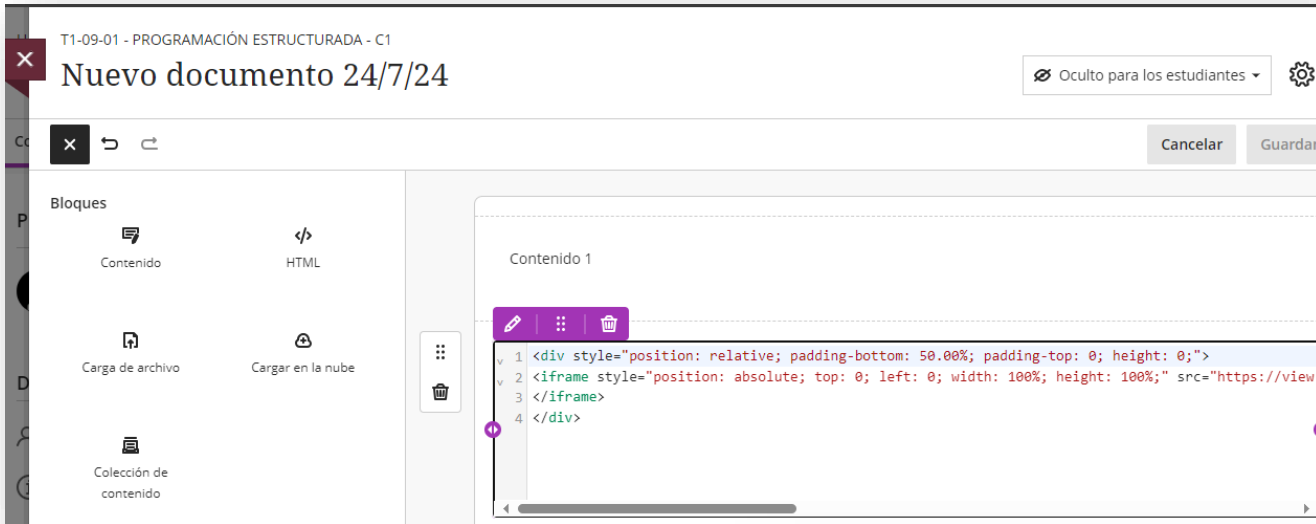 T1-09-01 - PROGRAMACIÓN ESTRUCTURADA - C1
Nuevo documento 24/7/24
Oculto para los estudiantes
Cancelar
Guardar
Bloques
Contenido
HTML
Carga de archivo
Cargar en la nube
Colección de
contenido
Contenido 1
1 <div style="position: relative; padding-bottom: 50.00%; padding-top: 0; height: 0;">
2 <iframe style="position: absolute; top: 0; left: 0; width: 100%; height: 100%;" src="https://view
3 </iframe>
4 </div>